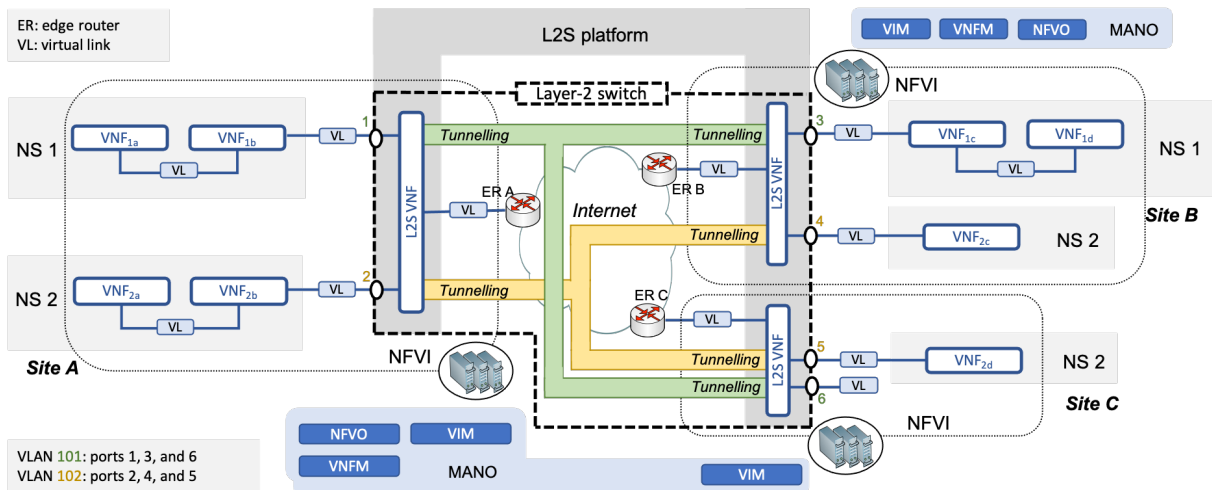 ER: edge router
VL: virtual link
L2S platform
VIM
VNFM
NFVO
MANO
NFVI
Layer-2 switch
NS 1
VNF1a
VNF1b
VL
VL
1
Tunnelling
Tunnelling
3
VL
VNF1c
VNF1d
VL
NS 1
L2S VNF
L2S VNF
ER A
VL
ER B
VL
Internet
Site B
Tunnelling
4
VL
VNF2c
NS 2
NS 2
VNF2a
VNF2b
VL
VL
2
Tunnelling
ER C
VL
L2S VNF
Site A
NFVI
Tunnelling
5
VL
VNF2d
NS 2
Tunnelling
6
VL
Site C
NFVI
VLAN 101: ports 1, 3, and 6
VLAN 102: ports 2, 4, and 5
NFVO
VIM
VNFM
MANO
VIM